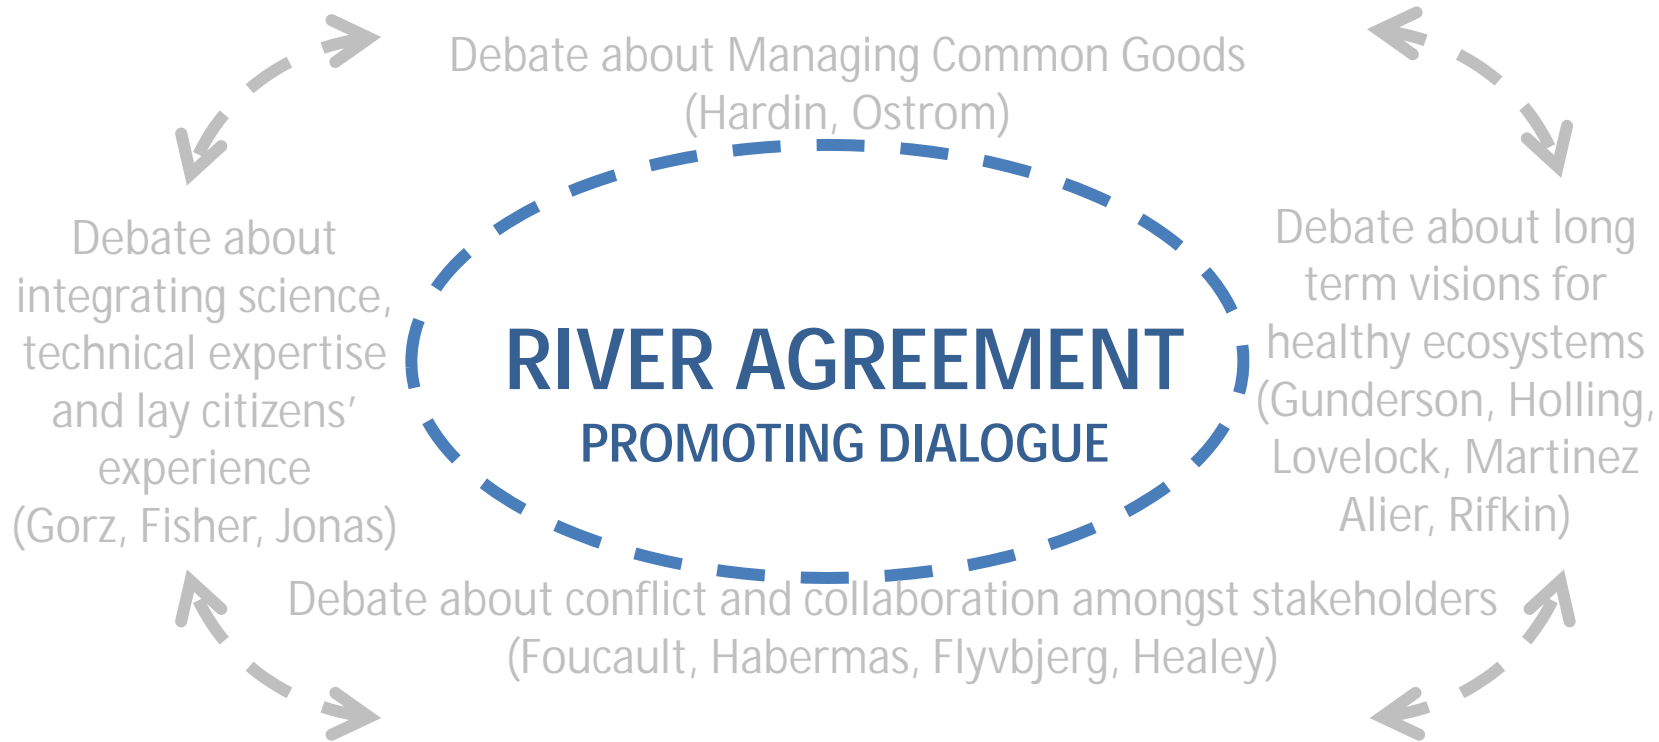 Debate about Managing Common Goods
(Hardin, Ostrom)
Debate about
integrating science,
technical expertise
and lay citizens’
experience
(Gorz, Fisher, Jonas)
RIVER AGREEMENT
PROMOTING DIALOGUE
Debate about long
term visions for
healthy ecosystems
(Gunderson, Holling,
Lovelock, Martinez
Alier, Rifkin)
Debate about conflict and collaboration amongst stakeholders
(Foucault, Habermas, Flyvbjerg, Healey)